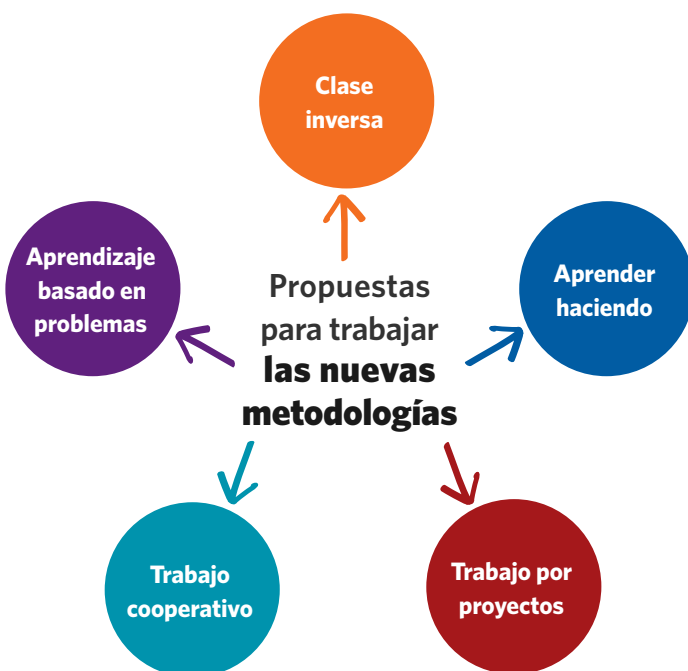 Clase
inversa
Aprendizaje
basado en
problemas
Aprender
haciendo
Propuestas
para trabajar
las nuevas
metodologías
Trabajo
cooperativo
Trabajo por
proyectos